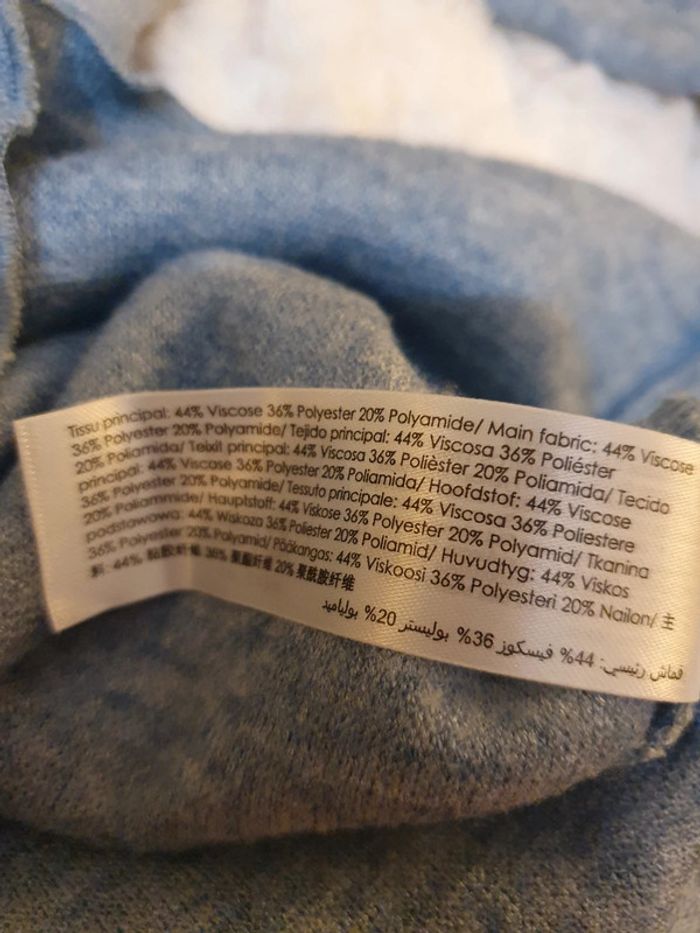 Tissu principal: 44% Viscose 36% Polyester 20% Polyamide/ Main fabric: 44% Viscose
36% Polyester 20% Polyamide/ Tejido principal: 44% Viscosa 36% Poliéster
20% Poliamida/ Teixit principal: 44% Viscosa 36% Polièster 20% Poliamida/ Tecido
principal: 44% Viscose 36% Polyester 20% Poliamida/ Hoofdstof: 44% Viscose
36% Polyester 20% Polyamide/ Tessuto principale: 44% Viscosa 36% Poliestere
20% Poliammide/ Hauptstoff: 44% Viskose 36% Polyester 20% Polyamid/ Tkanina
podstawowa: 44% Wiskoza 36% Poliester 20% Poliamid/ Huvudtyg: 44% Viskos
36% Polyester 20% Polyamid/ Pääkangas: 44% Viskoosi 36% Polyesteri 20% Nailon/ 主
料: 44% 黏胶纤维 36% 聚酯纤维 20% 聚酰胺纤维
قماش رئيسي: 44% فيسكوز 36% بوليستر 20% بولياميد